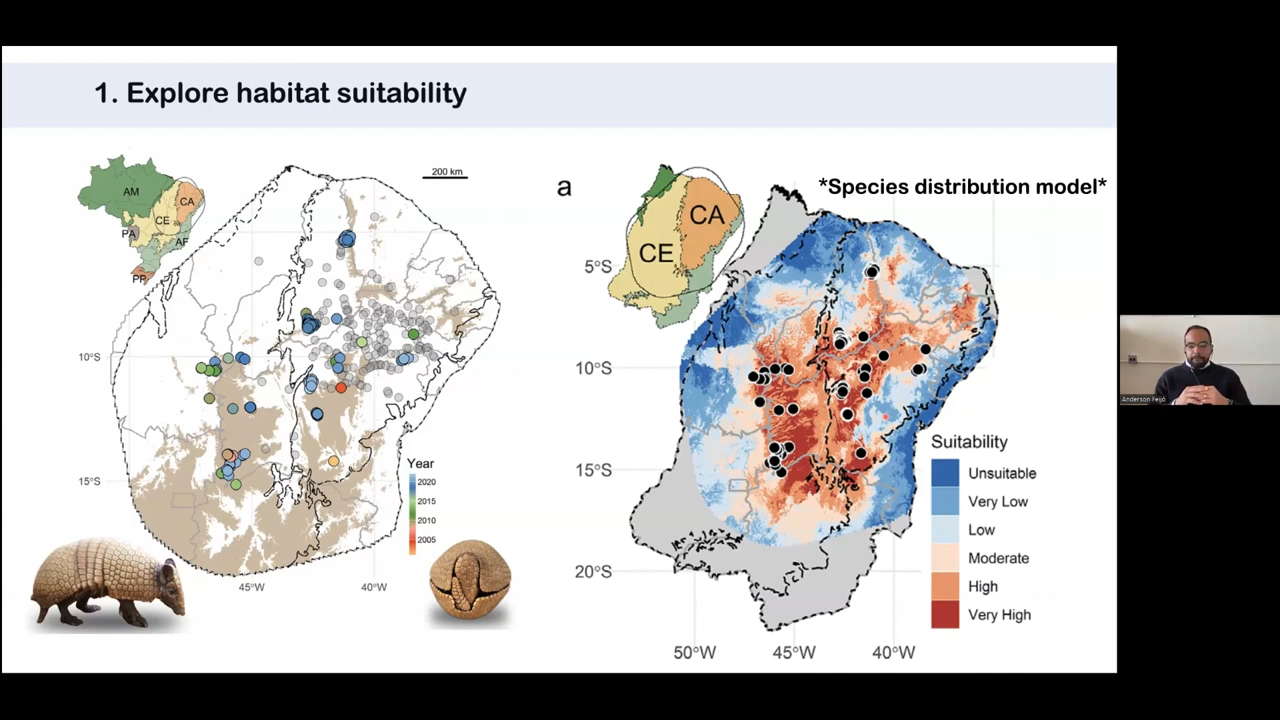 1. Explore habitat suitability
AM
CA
CE
PA
AF
PP
200 km
10°S
15°S
45°W
40°W
Year
2020
2015
2010
2005
a
*Species distribution model*
CA
CE
5°S
10°S
15°S
20°S
50°W
45°W
40°W
Suitability
Unsuitable
Very Low
Low
Moderate
High
Very High
Anderson Feijó